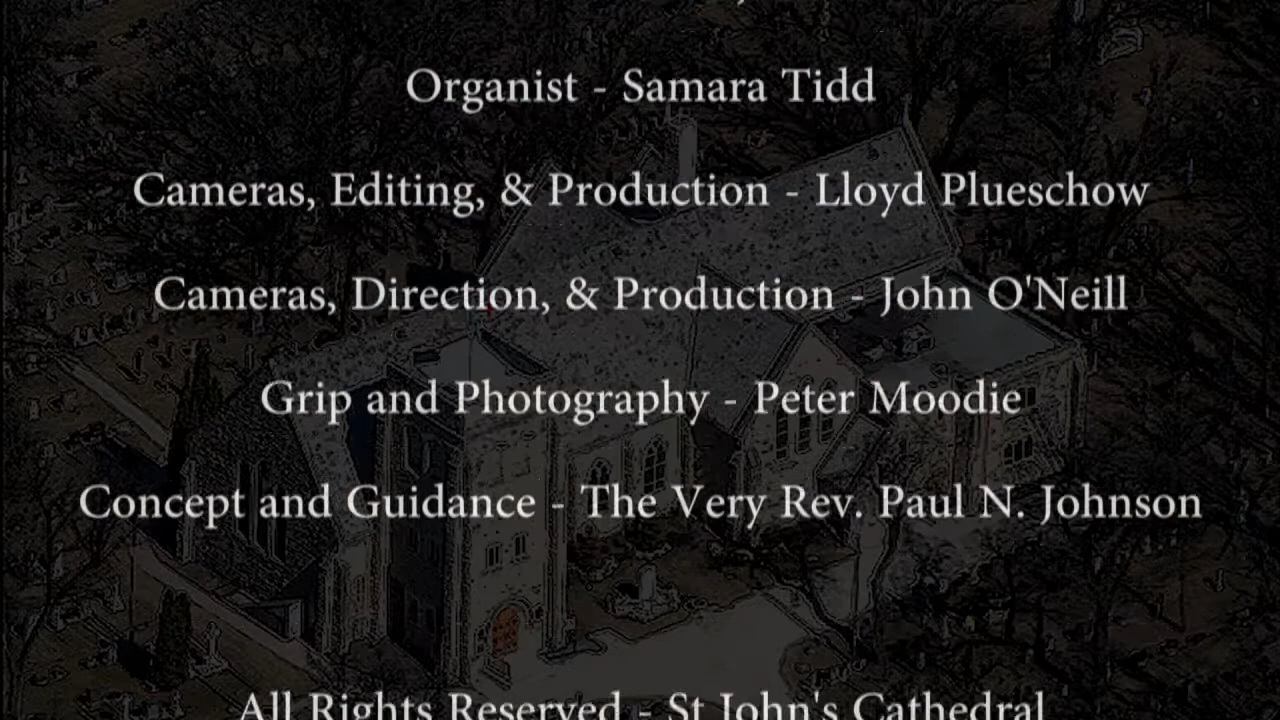 Organist - Samara Tidd
Cameras, Editing, & Production - Lloyd Plueschow
Cameras, Direction, & Production - John O'Neill
Grip and Photography - Peter Moodie
Concept and Guidance - The Very Rev. Paul N. Johnson
All Rights Reserved - St John's Cathedral